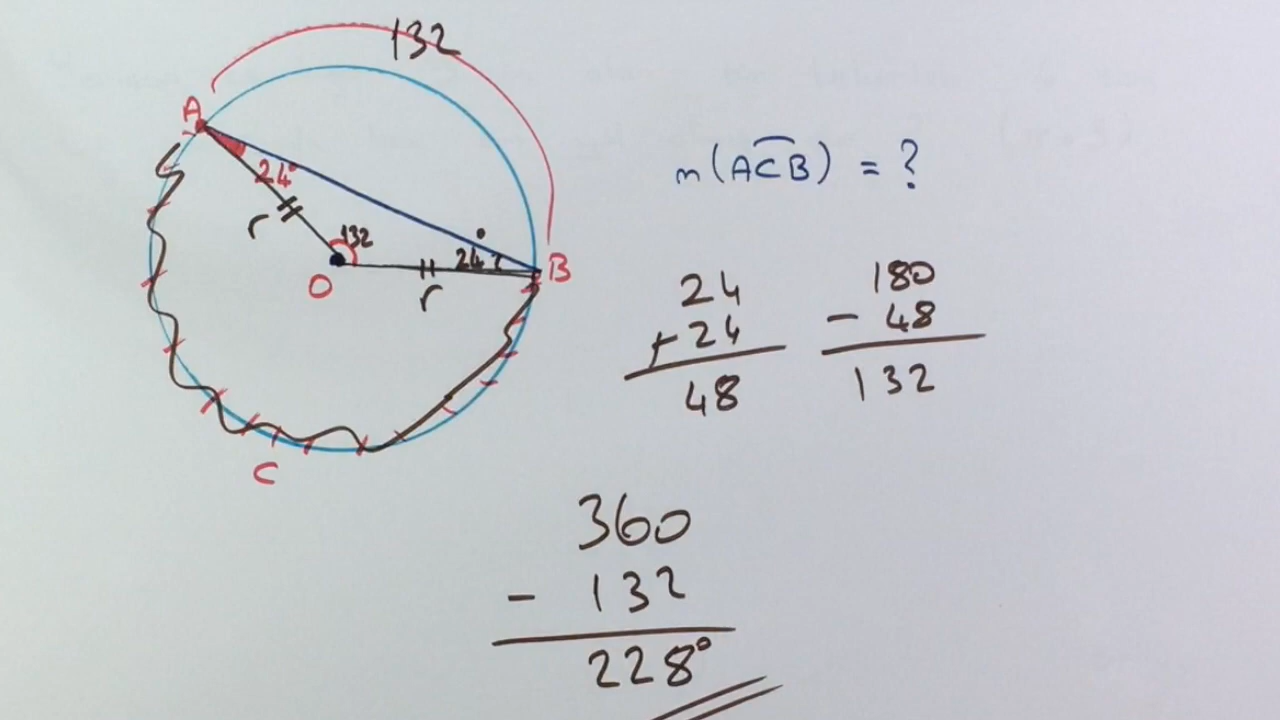 132
A
24°
r
132
24°
?
B
O
r
C
m(ACB) = ?
24
+24
48
180
- 48
132
360
- 132
228°